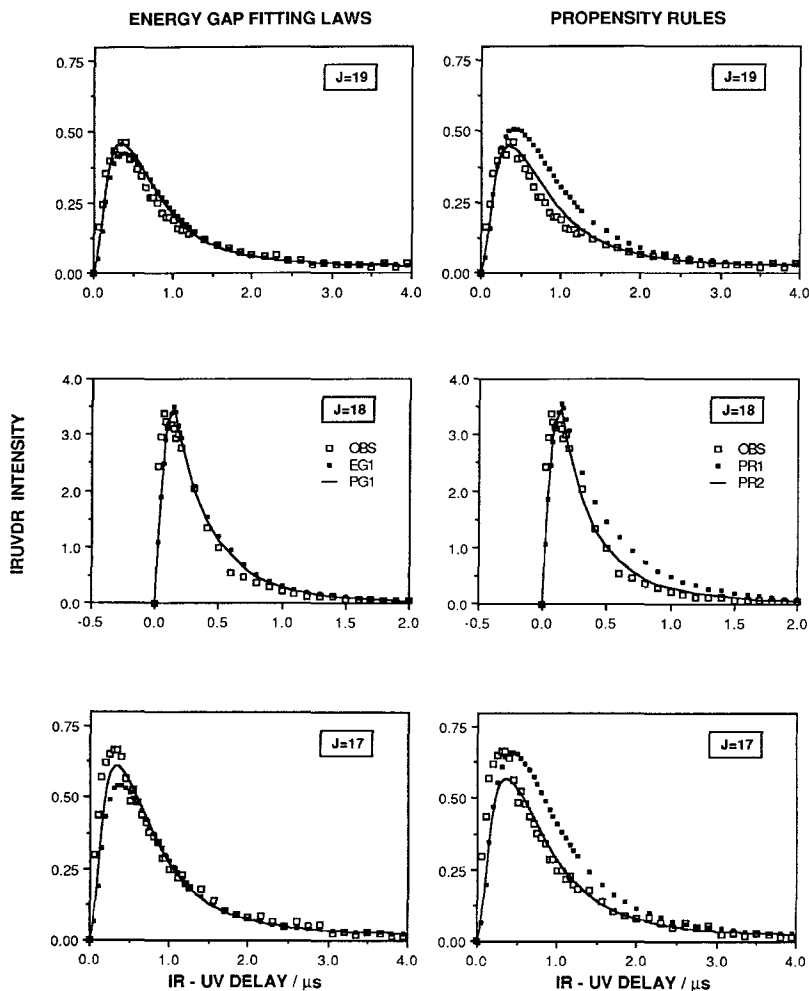 ENERGY GAP FITTING LAWS
PROPENSITY RULES
0.75
0.50
0.25
0.00
J=19
0.0 1.0 2.0 3.0 4.0
0.75
0.50
0.25
0.00
J=19
0.0 1.0 2.0 3.0 4.0
IRUVDR INTENSITY
4.0
3.0
2.0
1.0
0.0
J=18
OBS
EG1
PG1
-0.5 0.0 0.5 1.0 1.5 2.0
4.0
3.0
2.0
1.0
0.0
J=18
OBS
PR1
PR2
-0.5 0.0 0.5 1.0 1.5 2.0
0.75
0.50
0.25
0.00
J=17
0.0 1.0 2.0 3.0 4.0
IR - UV DELAY / μs
0.75
0.50
0.25
0.00
J=17
0.0 1.0 2.0 3.0 4.0
IR - UV DELAY / μs